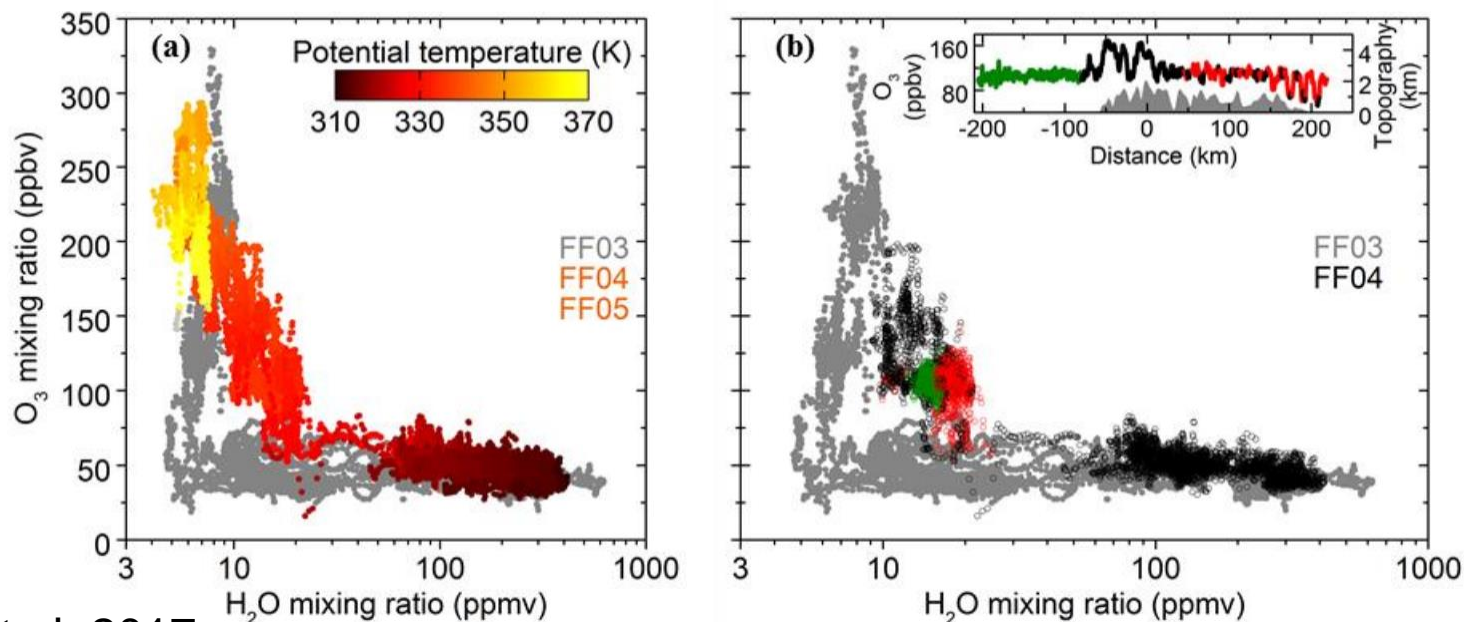 (a)
Potential temperature (K)
310 330 350 370
O3 mixing ratio (ppbv)
350
300
250
200
150
100
50
0
FF03
FF04
FF05
3 10 100 1000
H2O mixing ratio (ppmv)
(b)
O3 (ppbv)
160
80
4
2
0
Topography (km)
-200 -100 0 100 200
Distance (km)
FF03
FF04
3 10 100 1000
H2O mixing ratio (ppmv)